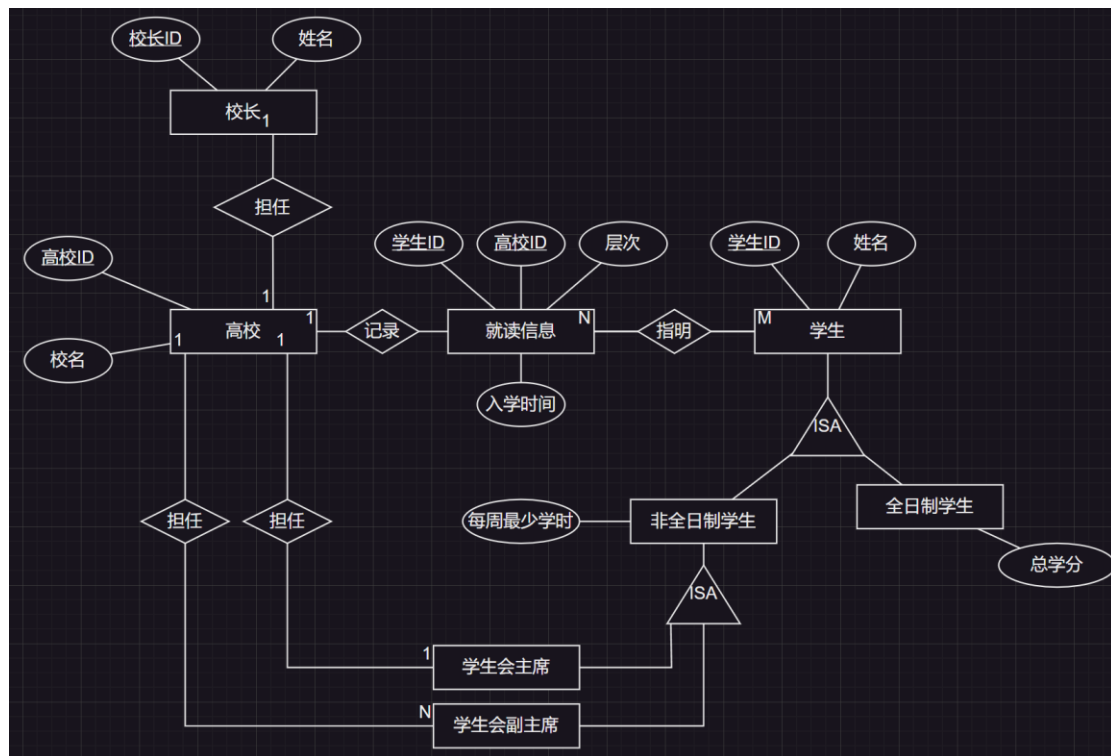 校长ID
姓名
校长
1
担任
学生ID
高校ID
层次
学生ID
姓名
高校ID
1
高校
1
1
1
记录
就读信息
N
指明
M
学生
校名
入学时间
ISA
每周最少学时
非全日制学生
全日制学生
担任
担任
总学分
ISA
1
学生会主席
N
学生会副主席